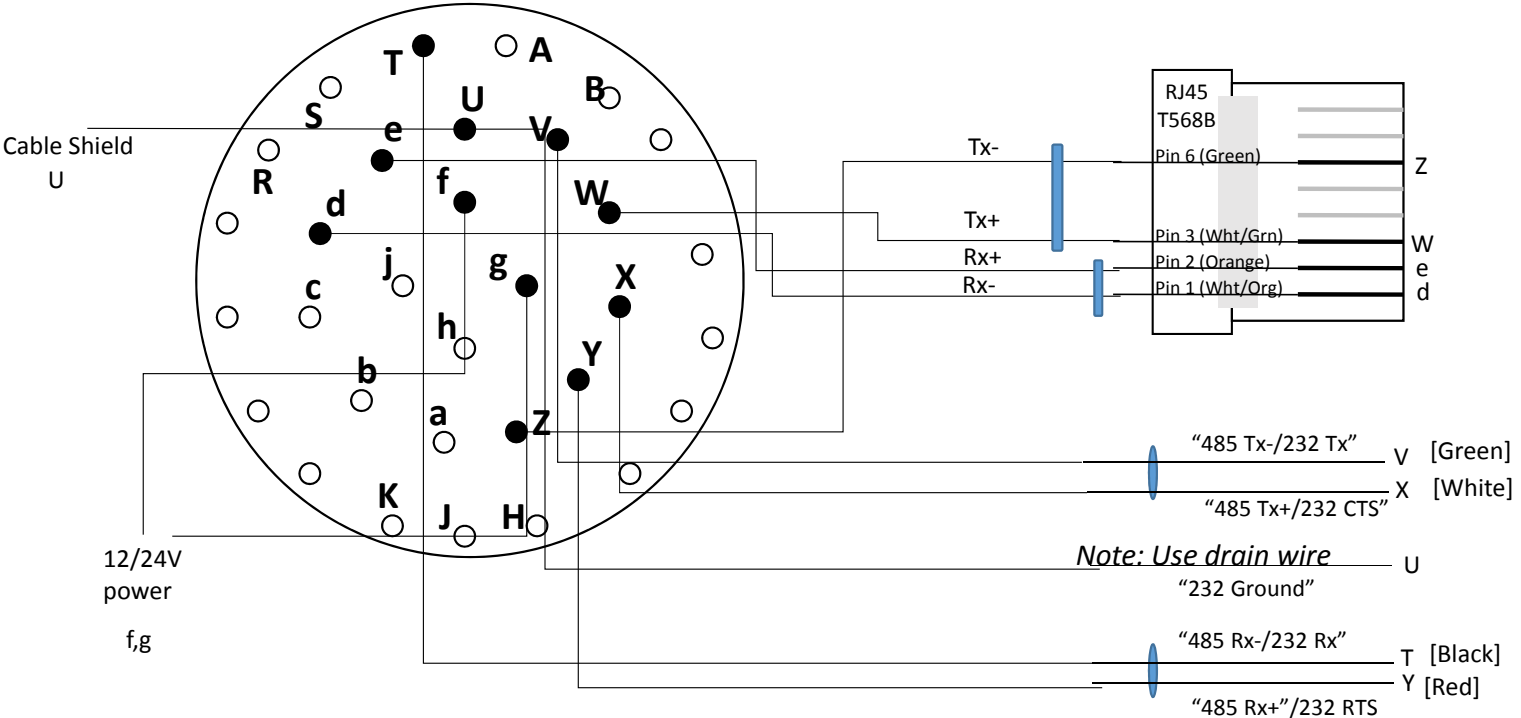 T
A
S
U
B
e
V
R
f
d
W
j
g
c
X
h
Y
b
a
Z
K
J
H
Cable Shield
U
12/24V
power
f,g
Tx-
Tx+
Rx+
Rx-
RJ45
T568B
Pin 6 (Green)
Z
Pin 3 (Wht/Grn)
W
Pin 2 (Orange)
e
Pin 1 (Wht/Org)
d
“485 Tx-/232 Tx”
V [Green]
X [White]
“485 Tx+/232 CTS”
Note: Use drain wire
U
“232 Ground”
“485 Rx-/232 Rx”
T [Black]
Y [Red]
“485 Rx+”/232 RTS